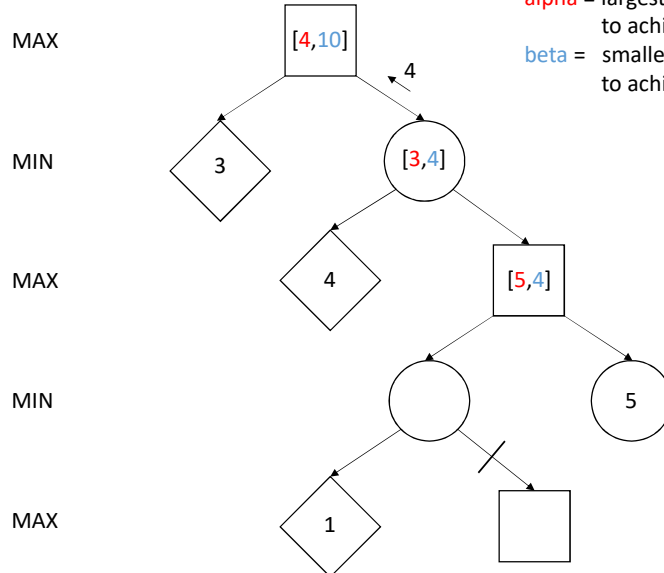 alpha = largest
to achi
beta = smalle
to achi
MAX
[4,10]
4
MIN
3
[3,4]
MAX
4
[5,4]
MIN
5
MAX
1